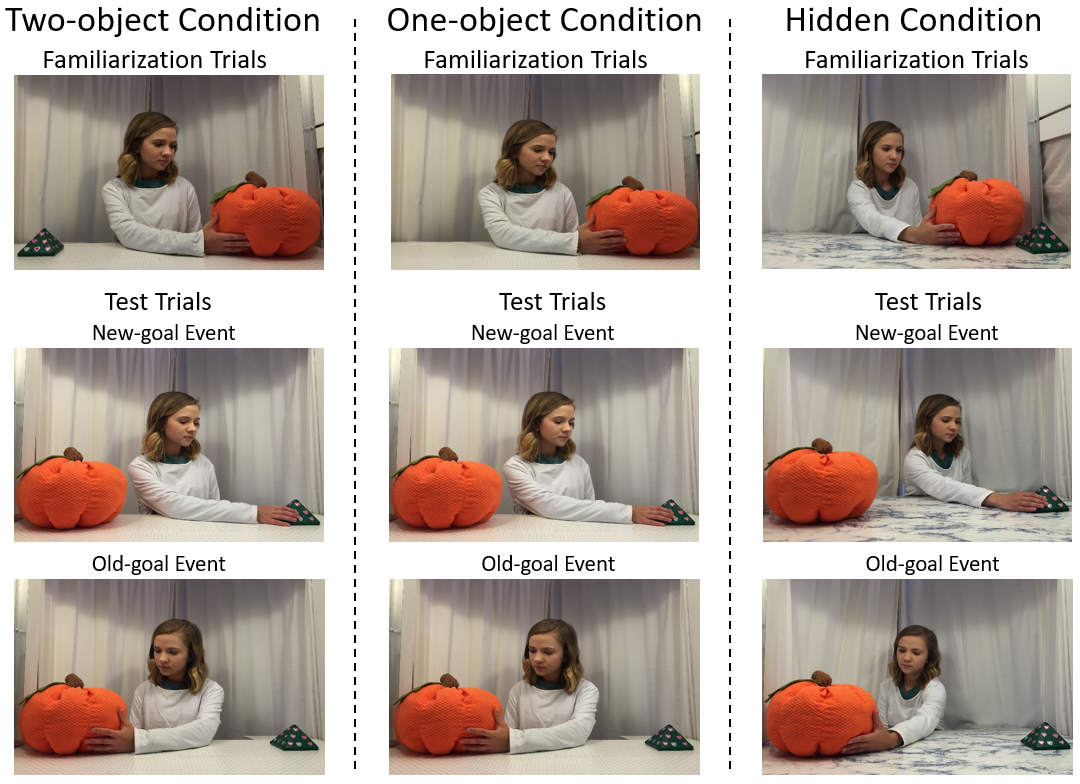 Two-object Condition
Familiarization Trials
Test Trials
New-goal Event
Old-goal Event
One-object Condition
Familiarization Trials
Test Trials
New-goal Event
Old-goal Event
Hidden Condition
Familiarization Trials
Test Trials
New-goal Event
Old-goal Event